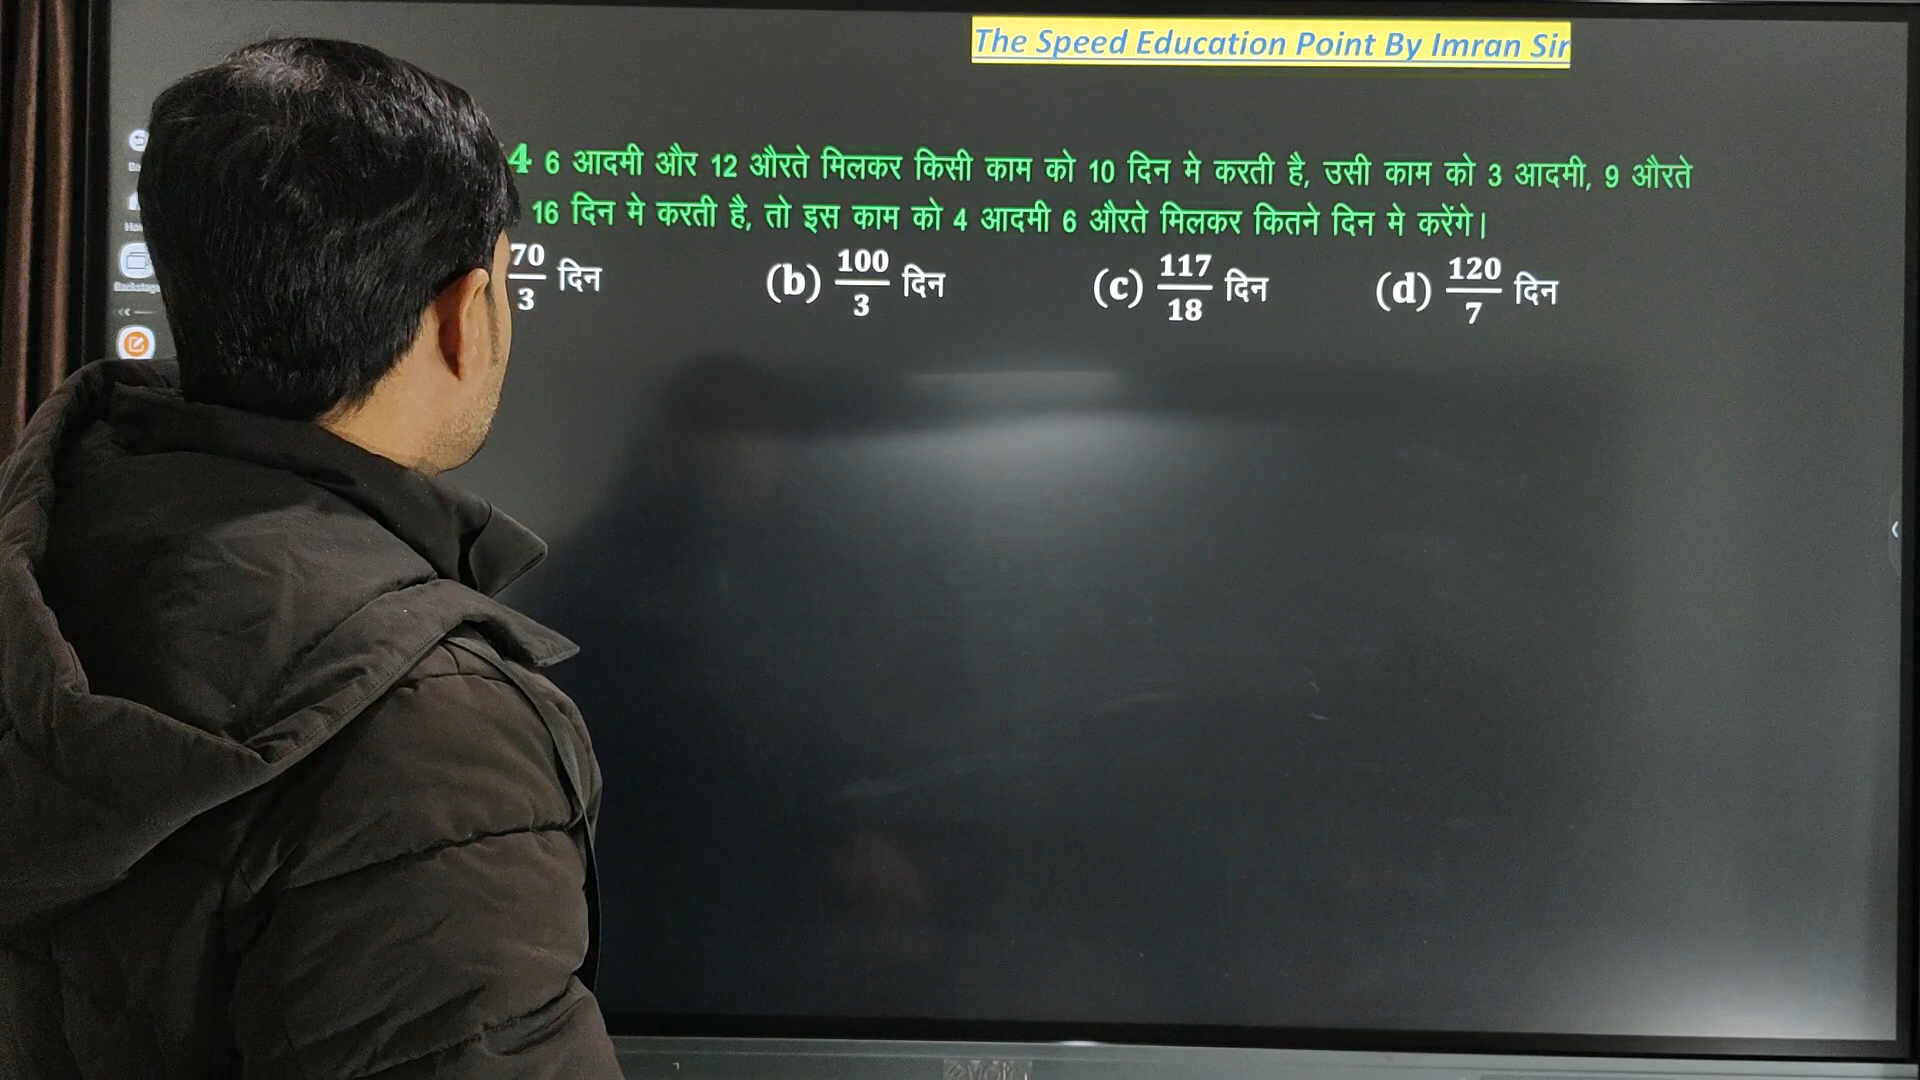 The Speed Education Point By Imran Sir
4 6 आदमी और 12 औरते मिलकर किसी काम को 10 दिन मे करती है, उसी काम को 3 आदमी, 9 औरते
16 दिन मे करती है, तो इस काम को 4 आदमी 6 औरते मिलकर कितने दिन मे करेंगे।
70/3 दिन (b) 100/3 दिन (c) 117/18 दिन (d) 120/7 दिन